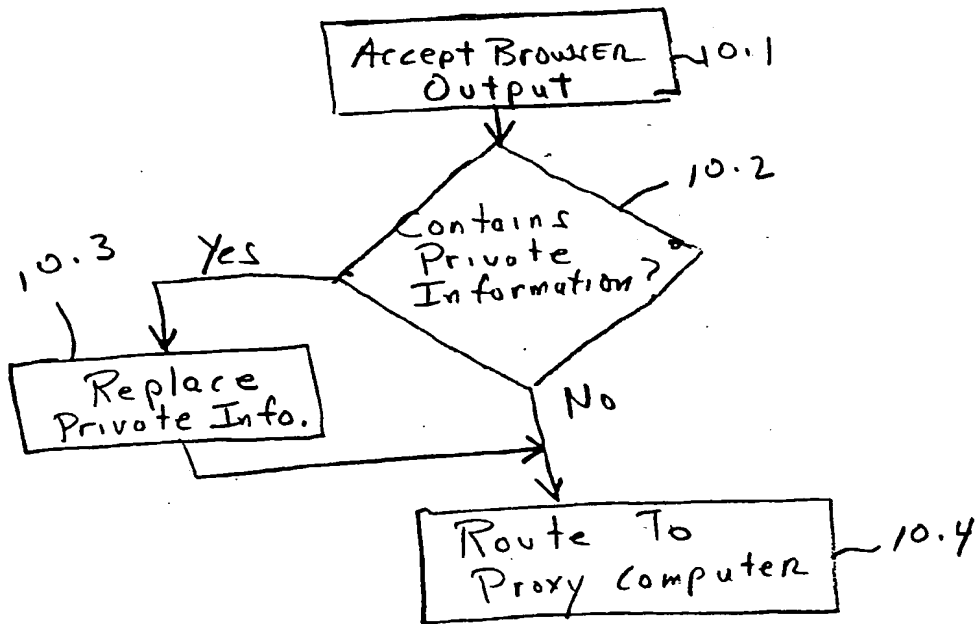 Accept Browser
Output
10.1
10.2
Contains
Private
Information?
Yes
10.3
Replace
Private Info.
No
Route To
Proxy Computer
10.4